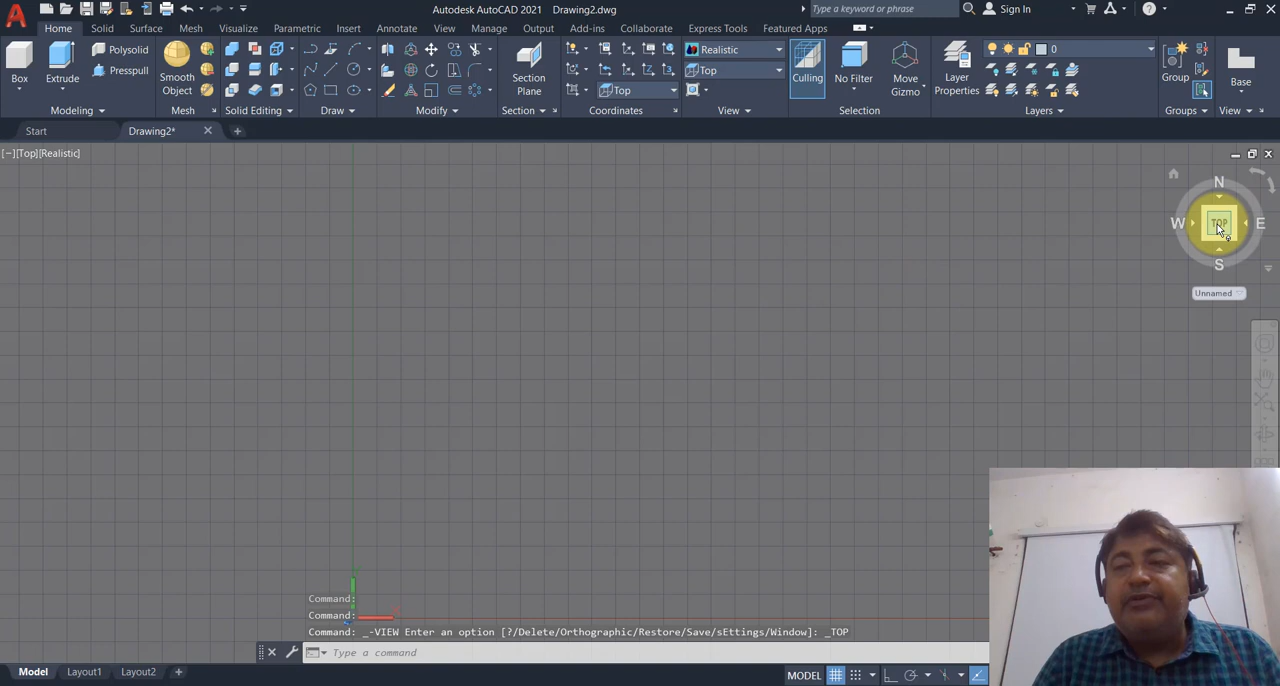 Autodesk AutoCAD 2021 Drawing2.dwg
Type a keyword or phrase
Sign In
Home Solid Surface Mesh Visualize Parametric Insert Annotate View Manage Output Add-ins Collaborate Express Tools Featured Apps
Box
Extrude
Polysolid
Presspull
Smooth
Object
Section
Plane
Realistic
Top
Top
Culling
No Filter
Move
Gizmo
Layer
Properties
0
Group
Base
Modeling Mesh Solid Editing Draw Modify Section Coordinates View Selection Layers Groups View
Start Drawing2*
[−][Top][Realistic]
N
W TOP E
S
Unnamed
Command:
Command:
Command: _-VIEW Enter an option [?/Delete/Orthographic/Restore/Save/sEttings/Window]: _TOP
Type a command
Model Layout1 Layout2
MODEL